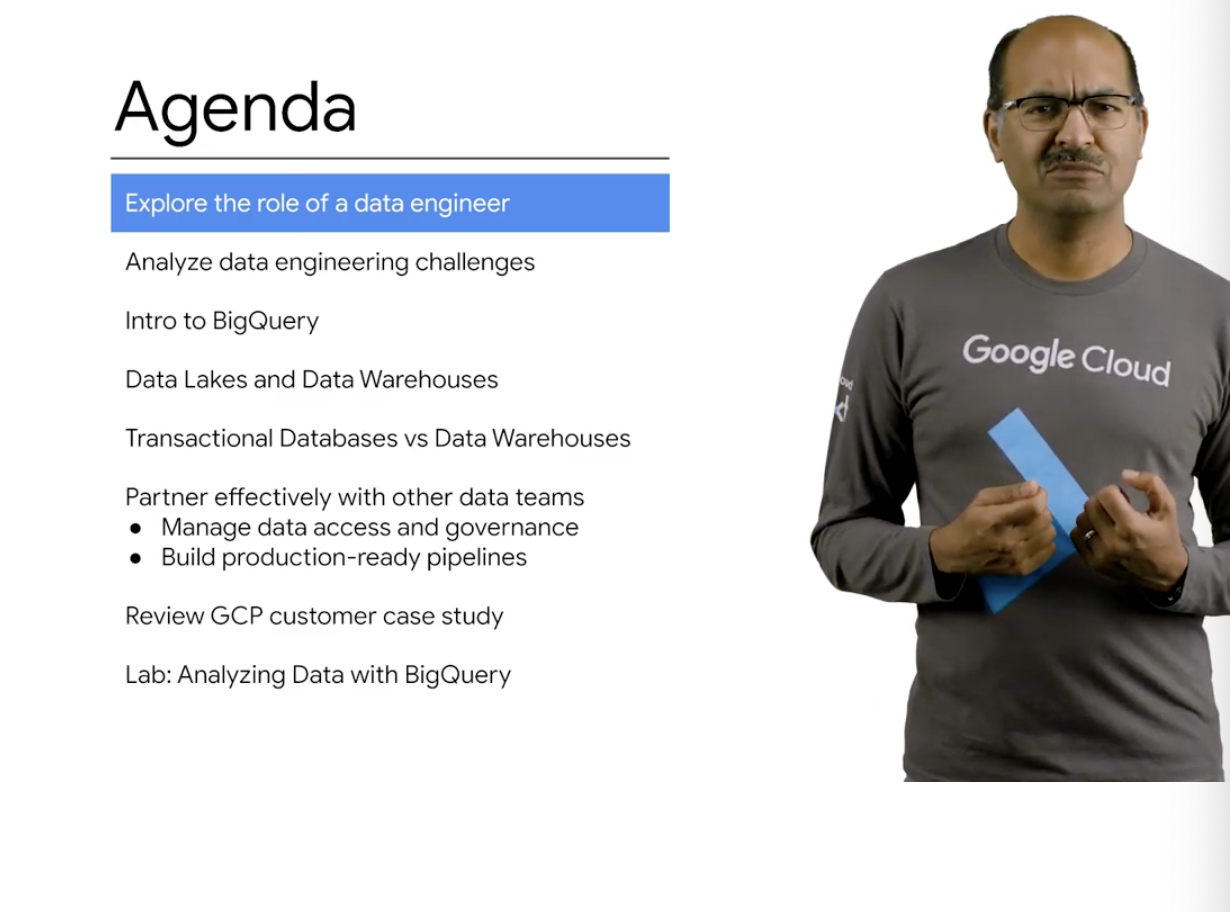 Agenda
Explore the role of a data engineer
Analyze data engineering challenges
Intro to BigQuery
Data Lakes and Data Warehouses
Transactional Databases vs Data Warehouses
Partner effectively with other data teams
● Manage data access and governance
● Build production-ready pipelines
Review GCP customer case study
Lab: Analyzing Data with BigQuery
Google Cloud